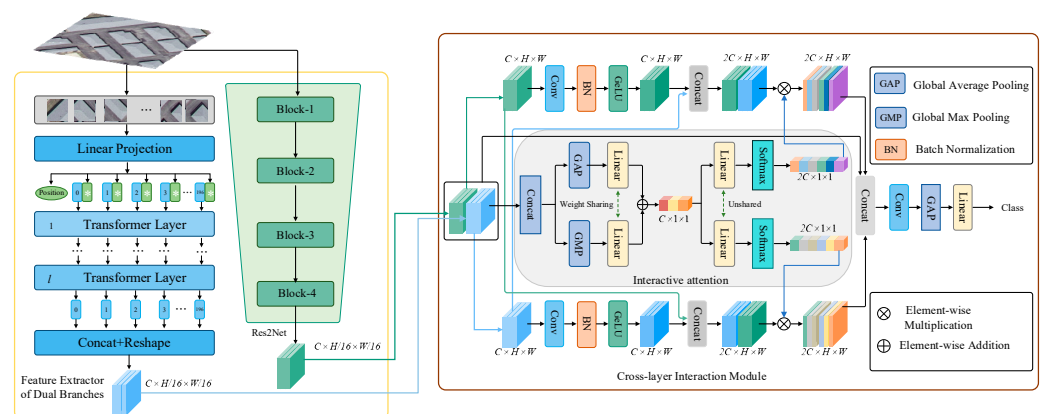 Linear Projection
Position
0 * 1 * 2 * 3 * ... 196 *
1 Transformer Layer
... ... ... ... ...
l Transformer Layer
0 1 2 3 ... 196
Concat+Reshape
Feature Extractor
of Dual Branches
C × H/16 × W/16
Block-1
Block-2
Block-3
Block-4
Res2Net
C × H/16 × W/16
C×H×W
Conv
BN
GeLU
C×H×W
Concat
2C×H×W
2C×H×W
Concat
GAP
GMP
Linear
Weight Sharing
Linear
C×1×1
Linear
Unshared
Linear
Softmax
Softmax
2C×1×1
2C×1×1
Interactive attention
C×H×W
Conv
BN
GeLU
C×H×W
Concat
2C×H×W
2C×H×W
Cross-layer Interaction Module
Concat
Conv
GAP
Linear
Class
GAP Global Average Pooling
GMP Global Max Pooling
BN Batch Normalization
Element-wise
Multiplication
Element-wise Addition